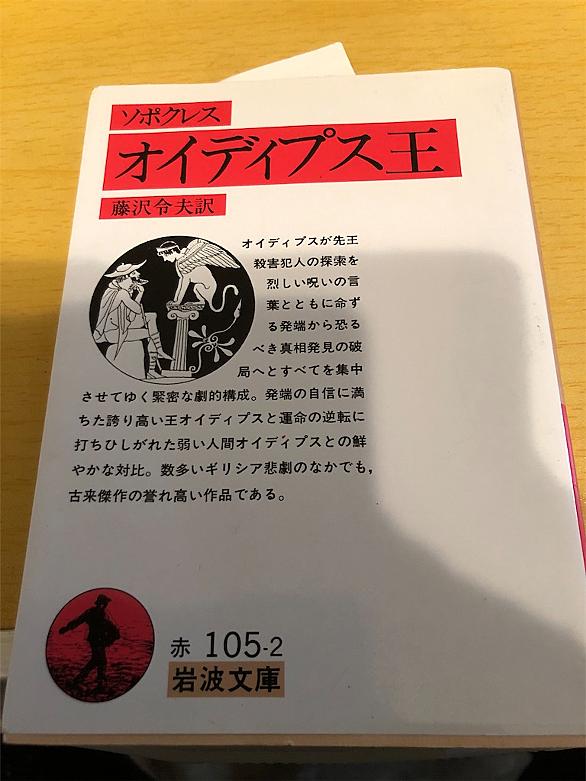 ソポクレス
オイディプス王
藤沢令夫訳
オイディプスが先王
殺害犯人の探索を
烈しい呪いの言
葉とともに命ず
る発端から恐る
べき真相発見の破
局へとすべてを集中
させてゆく緊密な劇的構成。発端の自信に満
ちた誇り高い王オイディプスと運命の逆転に
打ちひしがれた弱い人間オイディプスとの鮮
やかな対比。数多いギリシア悲劇のなかでも,
古来傑作の誉れ高い作品である。
赤 105-2
岩波文庫